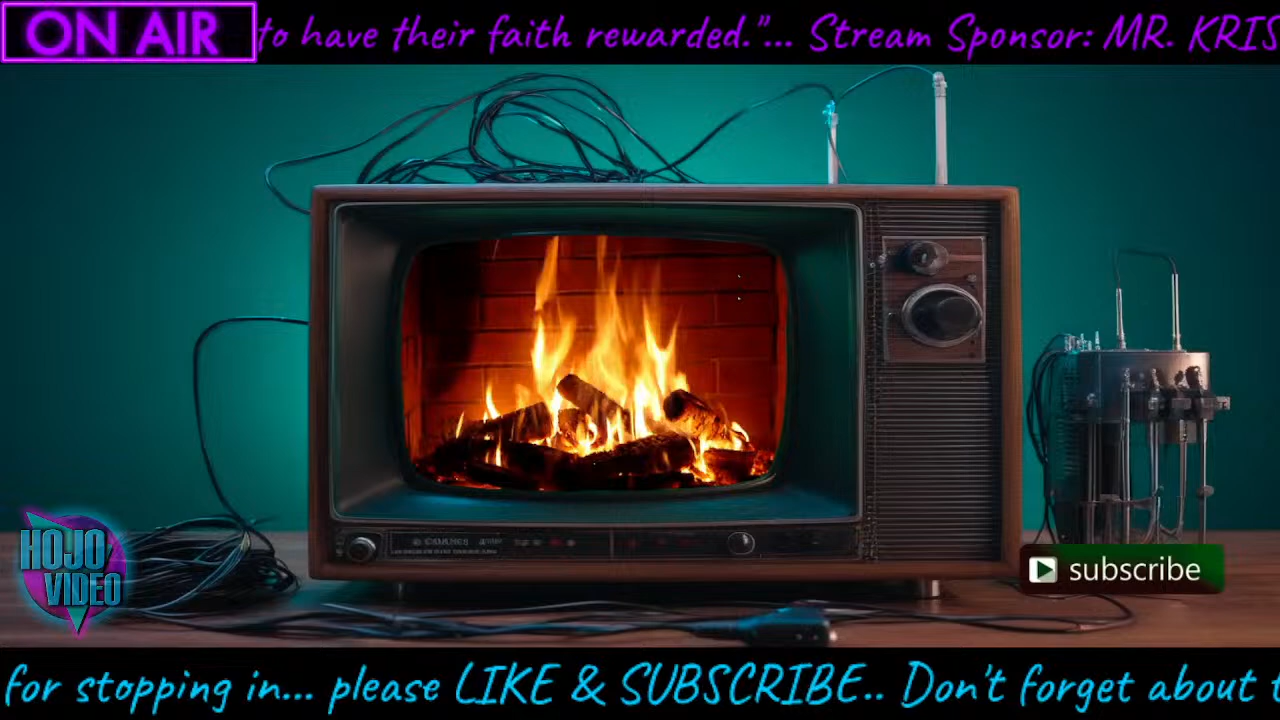 ON AIR
to have their faith rewarded."... Stream Sponsor: MR. KRIS
HOJO
VIDEO
subscribe
for stopping in... please LIKE & SUBSCRIBE.. Don't forget about t